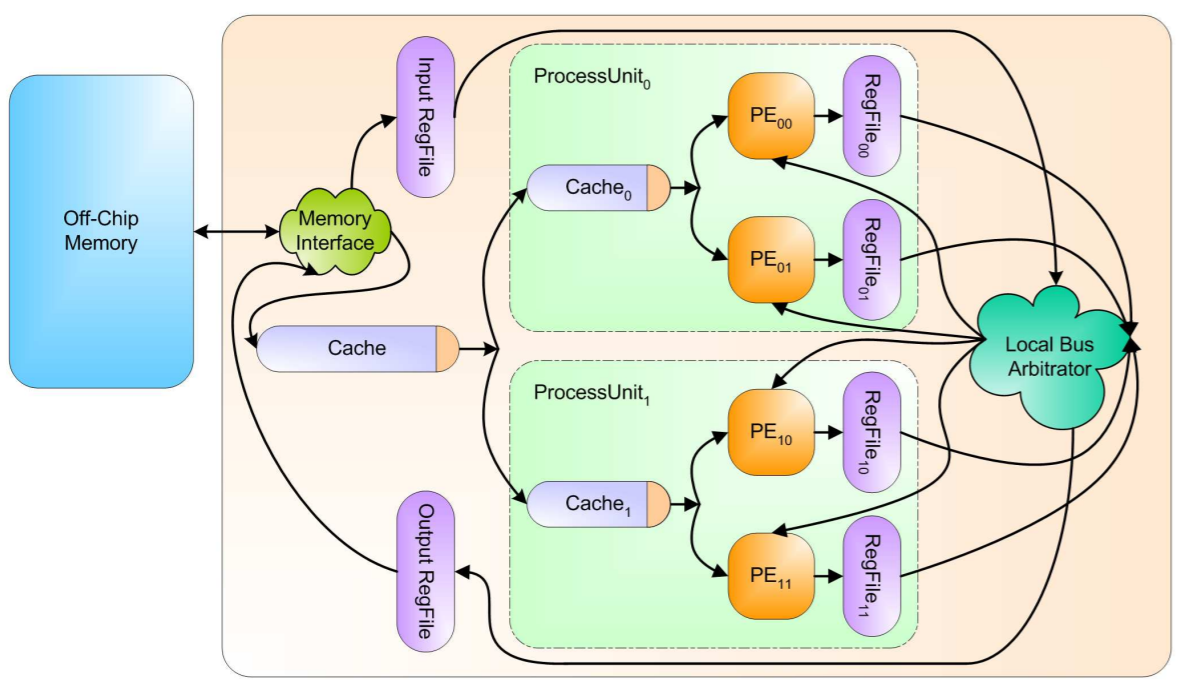 Off-Chip
Memory
Memory
Interface
Input RegFile
Cache
Output RegFile
ProcessUnit₀
Cache₀
PE₀₀
RegFile₀₀
PE₀₁
RegFile₀₁
ProcessUnit₁
Cache₁
PE₁₀
RegFile₁₀
PE₁₁
RegFile₁₁
Local Bus
Arbitrator